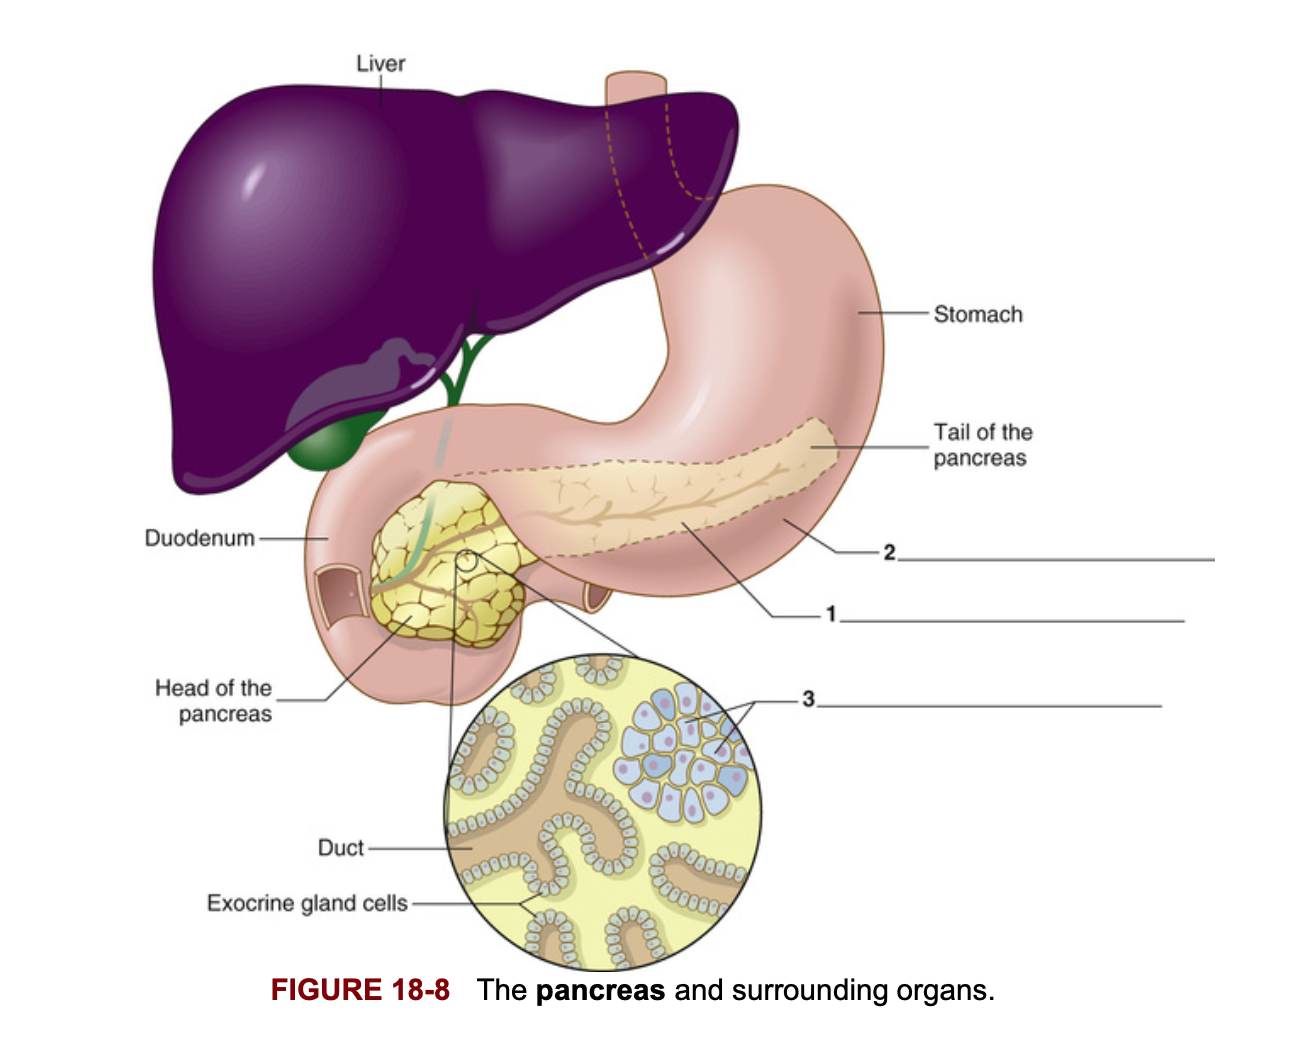 Liver
Stomach
Tail of the
pancreas
Duodenum
2
1
Head of the
pancreas
3
Duct
Exocrine gland cells
FIGURE 18-8 The pancreas and surrounding organs.